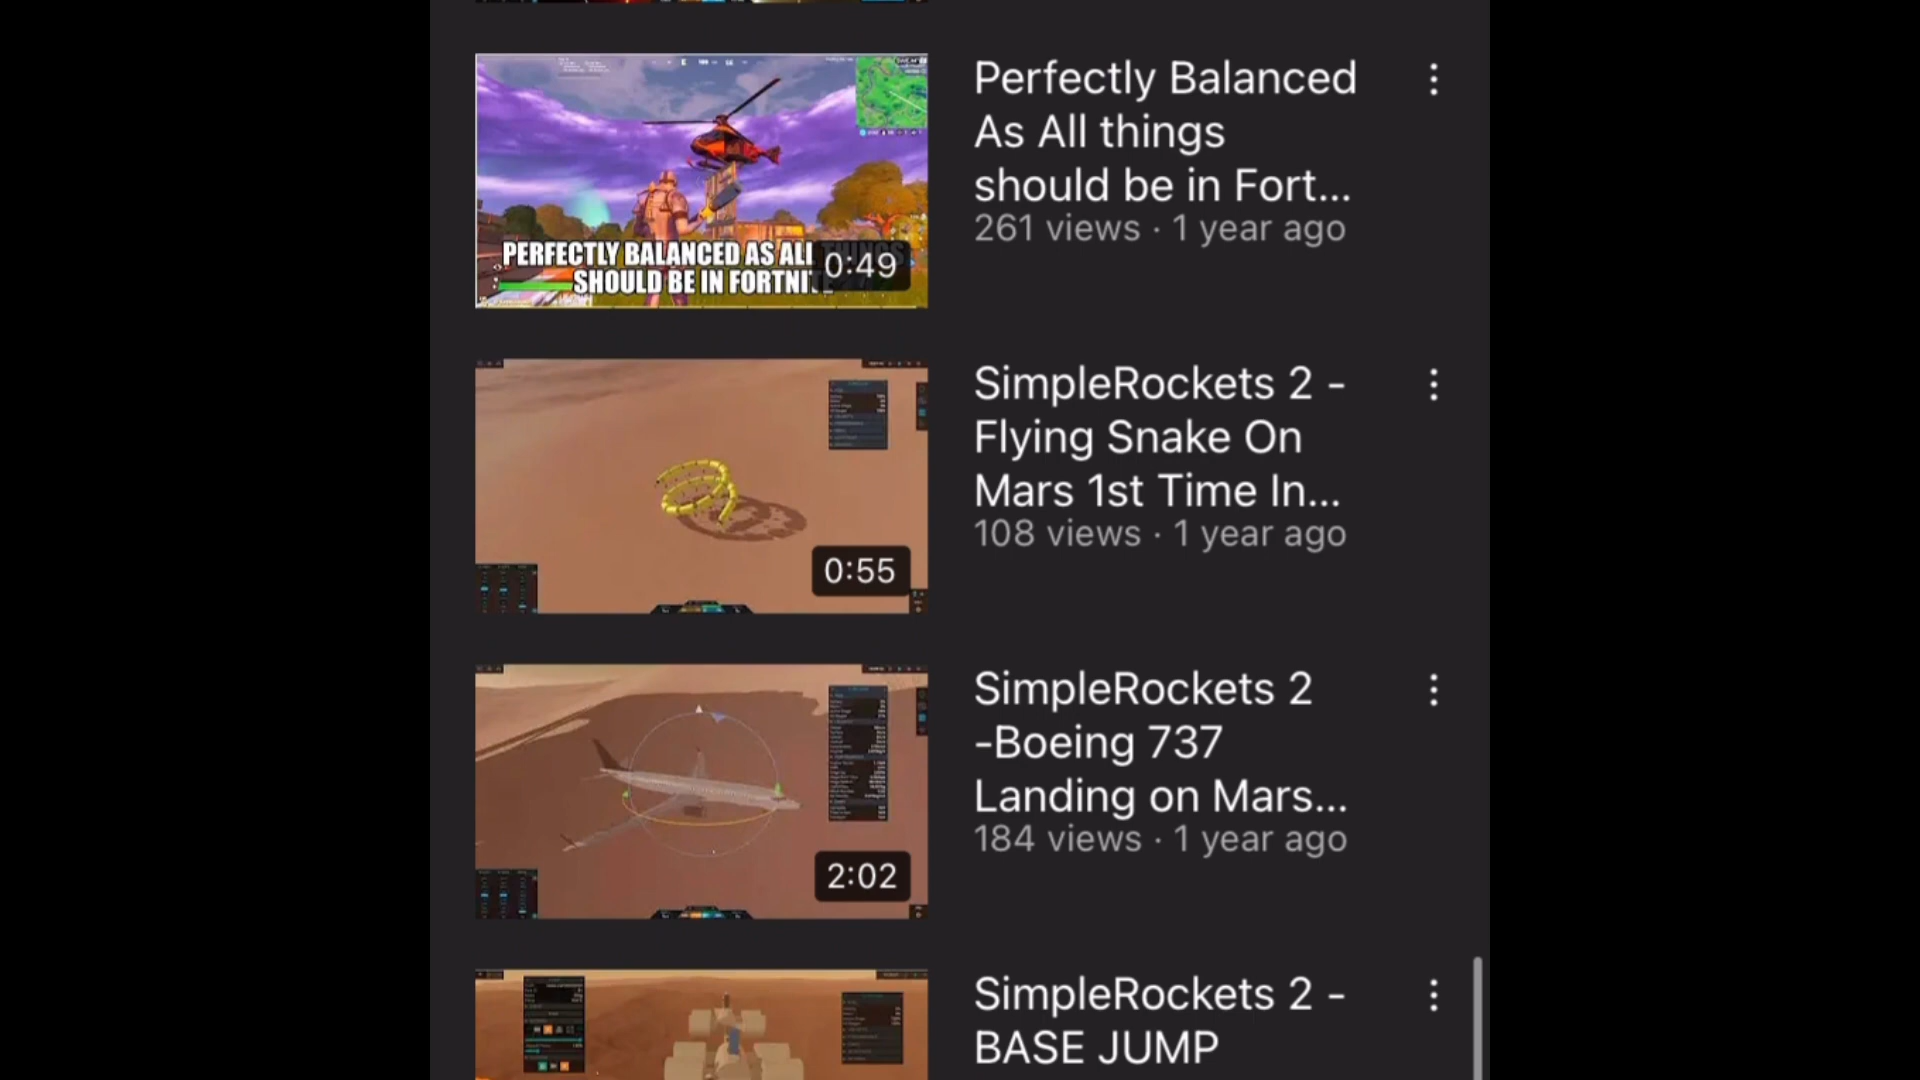 Perfectly Balanced
As All things
should be in Fort...
261 views · 1 year ago
PERFECTLY BALANCED AS ALL THINGS
SHOULD BE IN FORTNITE
0:49
SimpleRockets 2 -
Flying Snake On
Mars 1st Time In...
108 views · 1 year ago
0:55
SimpleRockets 2
-Boeing 737
Landing on Mars...
184 views · 1 year ago
2:02
SimpleRockets 2 -
BASE JUMP